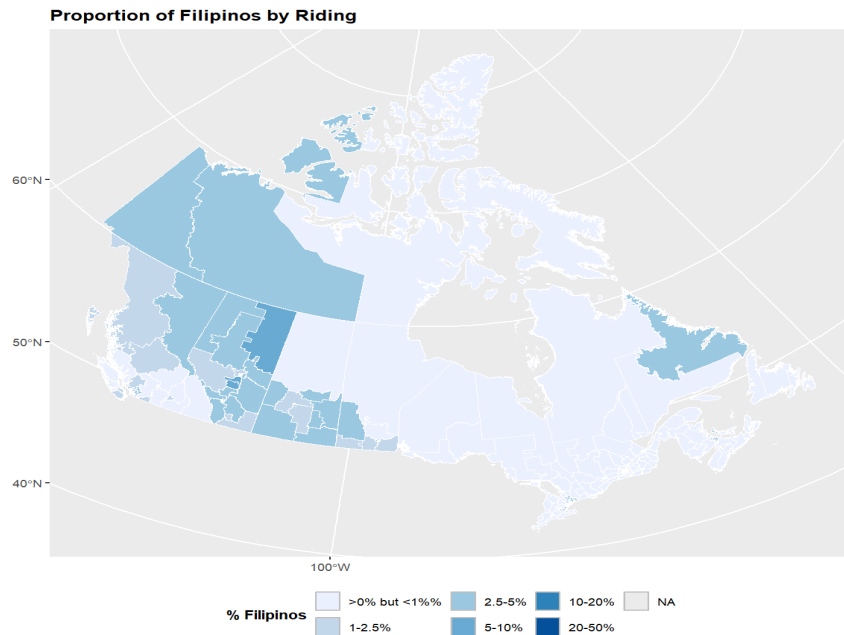 Proportion of Filipinos by Riding
60°N
50°N
40°N
100°W
% Filipinos
>0% but <1%% 2.5-5% 10-20% NA
1-2.5% 5-10% 20-50%